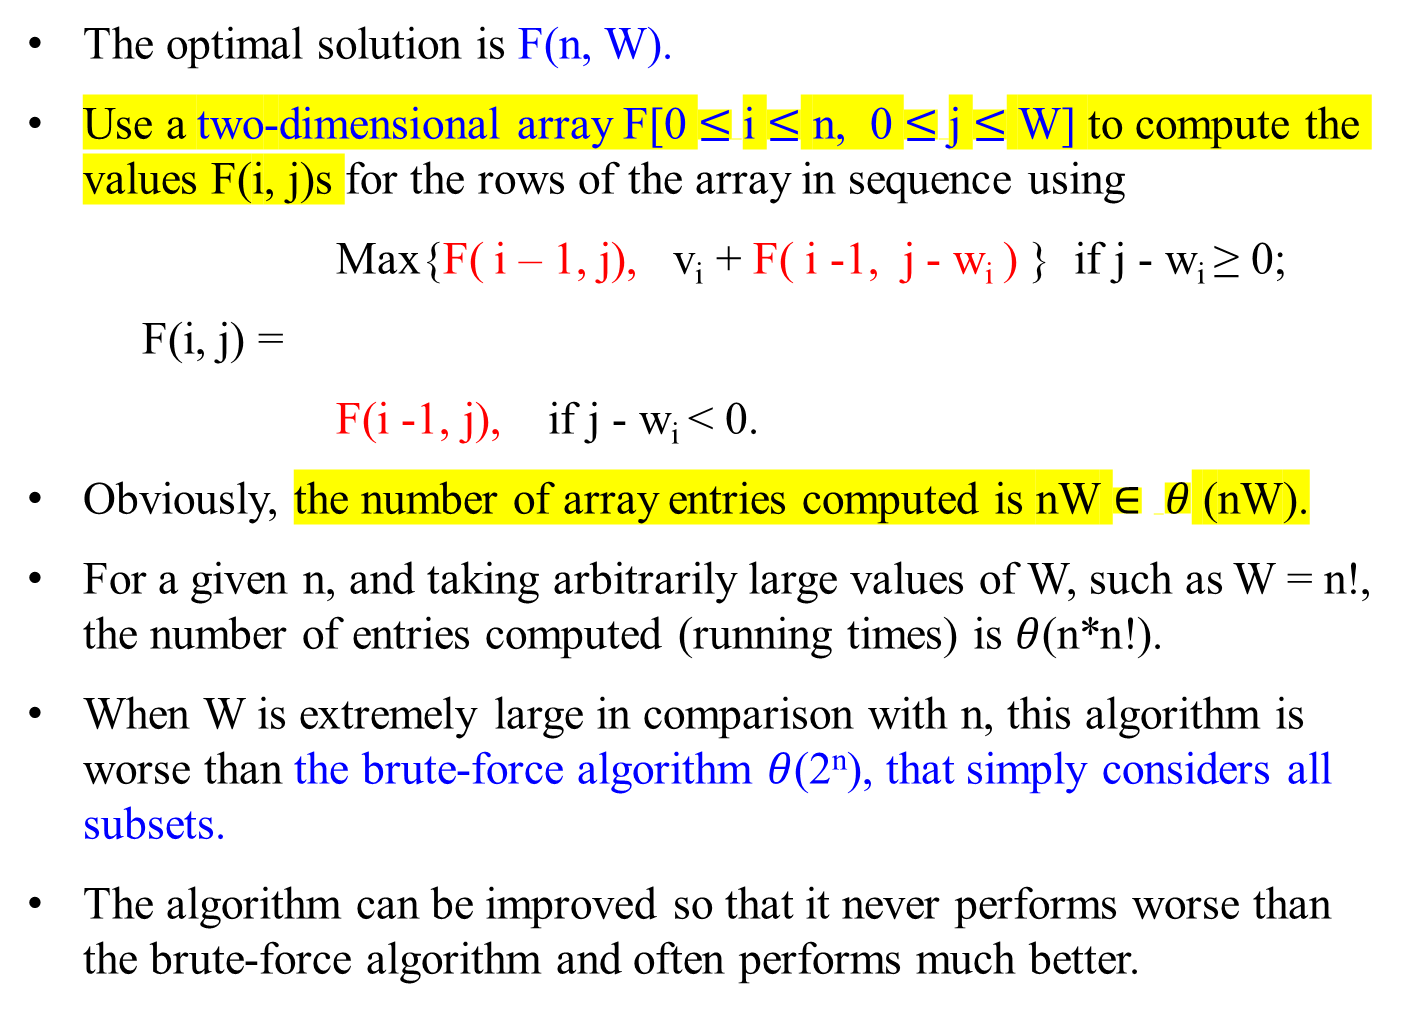 • The optimal solution is F(n, W).
• Use a two-dimensional array F[0 ≤ i ≤ n, 0 ≤ j ≤ W] to compute the
values F(i, j)s for the rows of the array in sequence using
Max{F( i – 1, j), vᵢ + F( i -1, j - wᵢ ) } if j - wᵢ ≥ 0;
F(i, j) =
F(i -1, j), if j - wᵢ < 0.
• Obviously, the number of array entries computed is nW ∈ θ (nW).
• For a given n, and taking arbitrarily large values of W, such as W = n!,
the number of entries computed (running times) is θ(n*n!).
• When W is extremely large in comparison with n, this algorithm is
worse than the brute-force algorithm θ(2ⁿ), that simply considers all
subsets.
• The algorithm can be improved so that it never performs worse than
the brute-force algorithm and often performs much better.